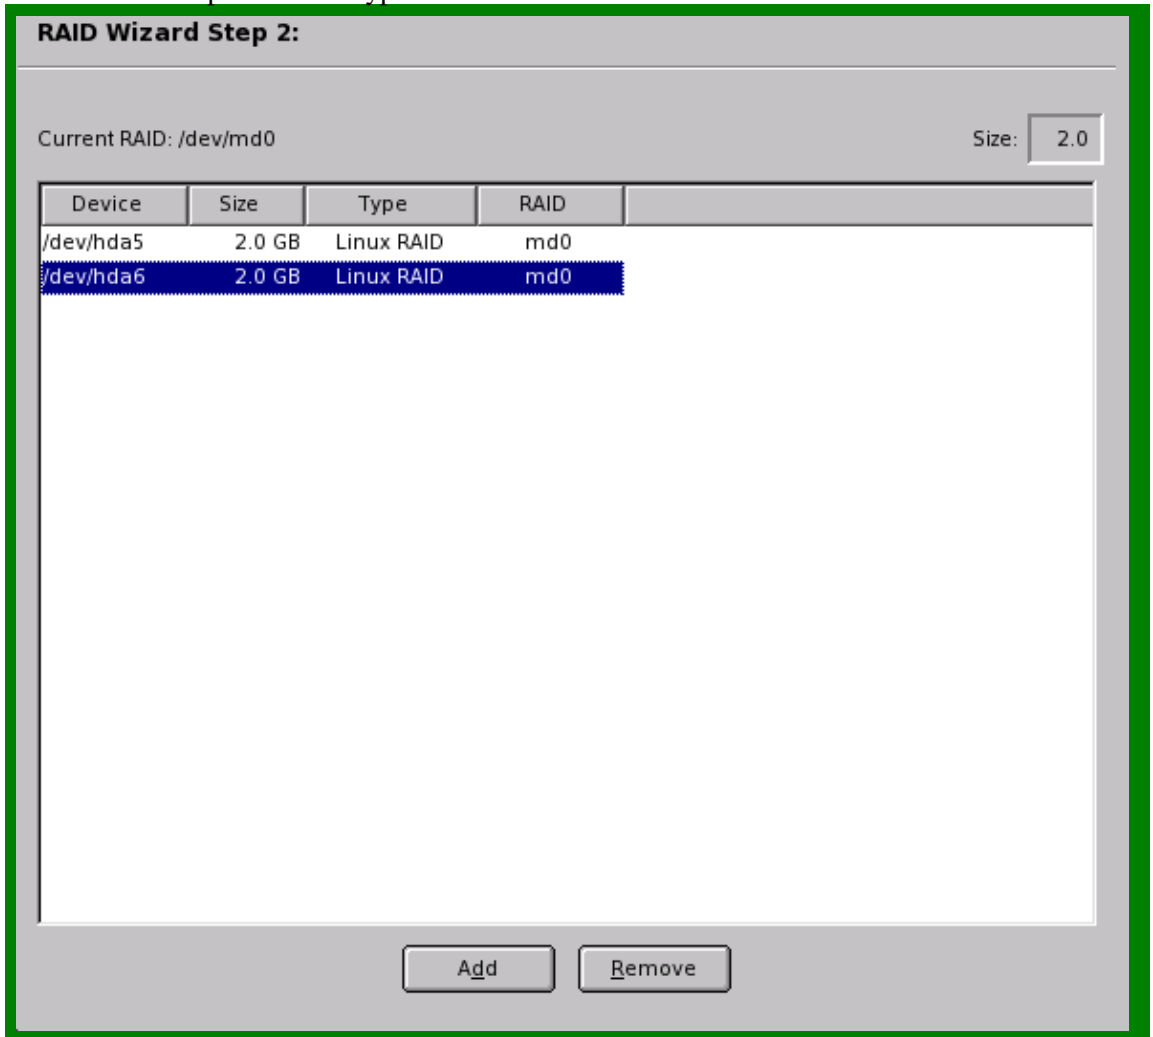 RAID Wizard Step 2:
Current RAID: /dev/md0 Size: 2.0
Device Size Type RAID
/dev/hda5 2.0 GB Linux RAID md0
/dev/hda6 2.0 GB Linux RAID md0
Add Remove